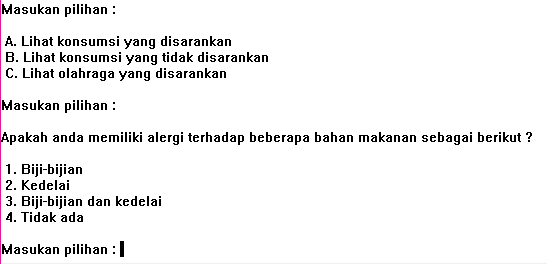 Masukan pilihan :
A. Lihat konsumsi yang disarankan
B. Lihat konsumsi yang tidak disarankan
C. Lihat olahraga yang disarankan
Masukan pilihan :
Apakah anda memiliki alergi terhadap beberapa bahan makanan sebagai berikut ?
1. Biji-bijian
2. Kedelai
3. Biji-bijian dan kedelai
4. Tidak ada
Masukan pilihan :